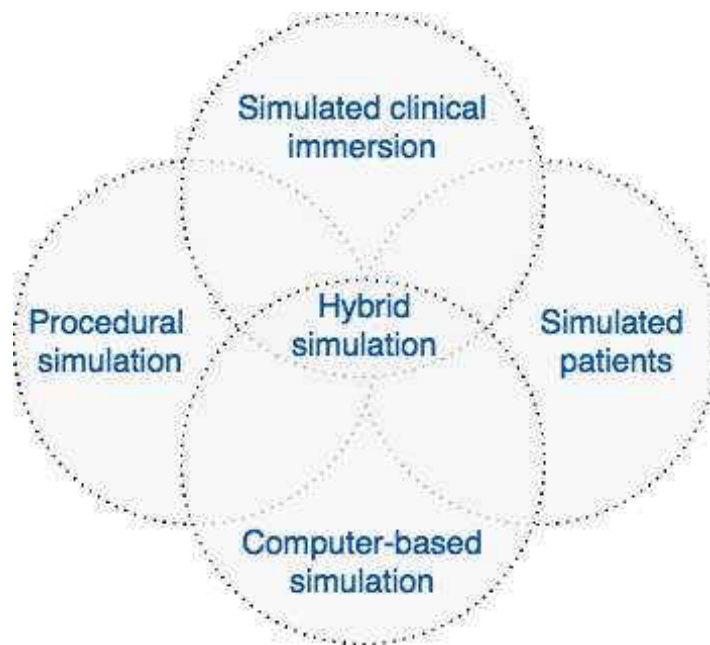 Simulated clinical
immersion
Procedural
simulation
Hybrid
simulation
Simulated
patients
Computer-based
simulation